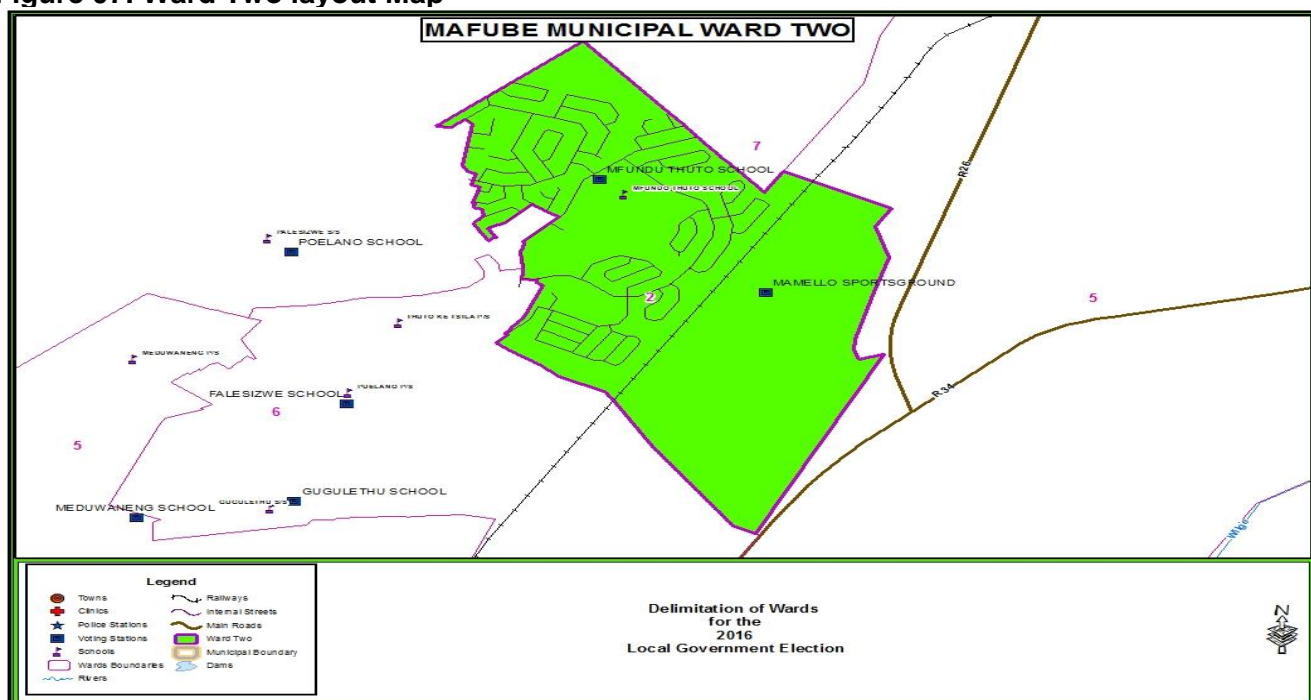 Figure 07: Ward Two layout Map
MAFUBE MUNICIPAL WARD TWO
7
R26
MFUNDU THUTO SCHOOL
MFUNDO THUTO SCHOOL
FALESIZWE S/S
POELANO SCHOOL
MAMELLO SPORTSGROUND
2
5
THUTO KE TSILA P/S
MEDUWANENG P/S
POELANO P/S
FALESIZWE SCHOOL
R34
6
5
GUGULETHU SCHOOL
GUGULETHU S/S
MEDUWANENG SCHOOL
Wilge
Legend
Towns
Clinics
Police Stations
Voting Stations
Schools
Wards Boundaries
Rivers
Railways
Internal Streets
Main Roads
Ward Two
Municipal Boundary
Dams
Delimitation of Wards
for the
2016
Local Government Election
N